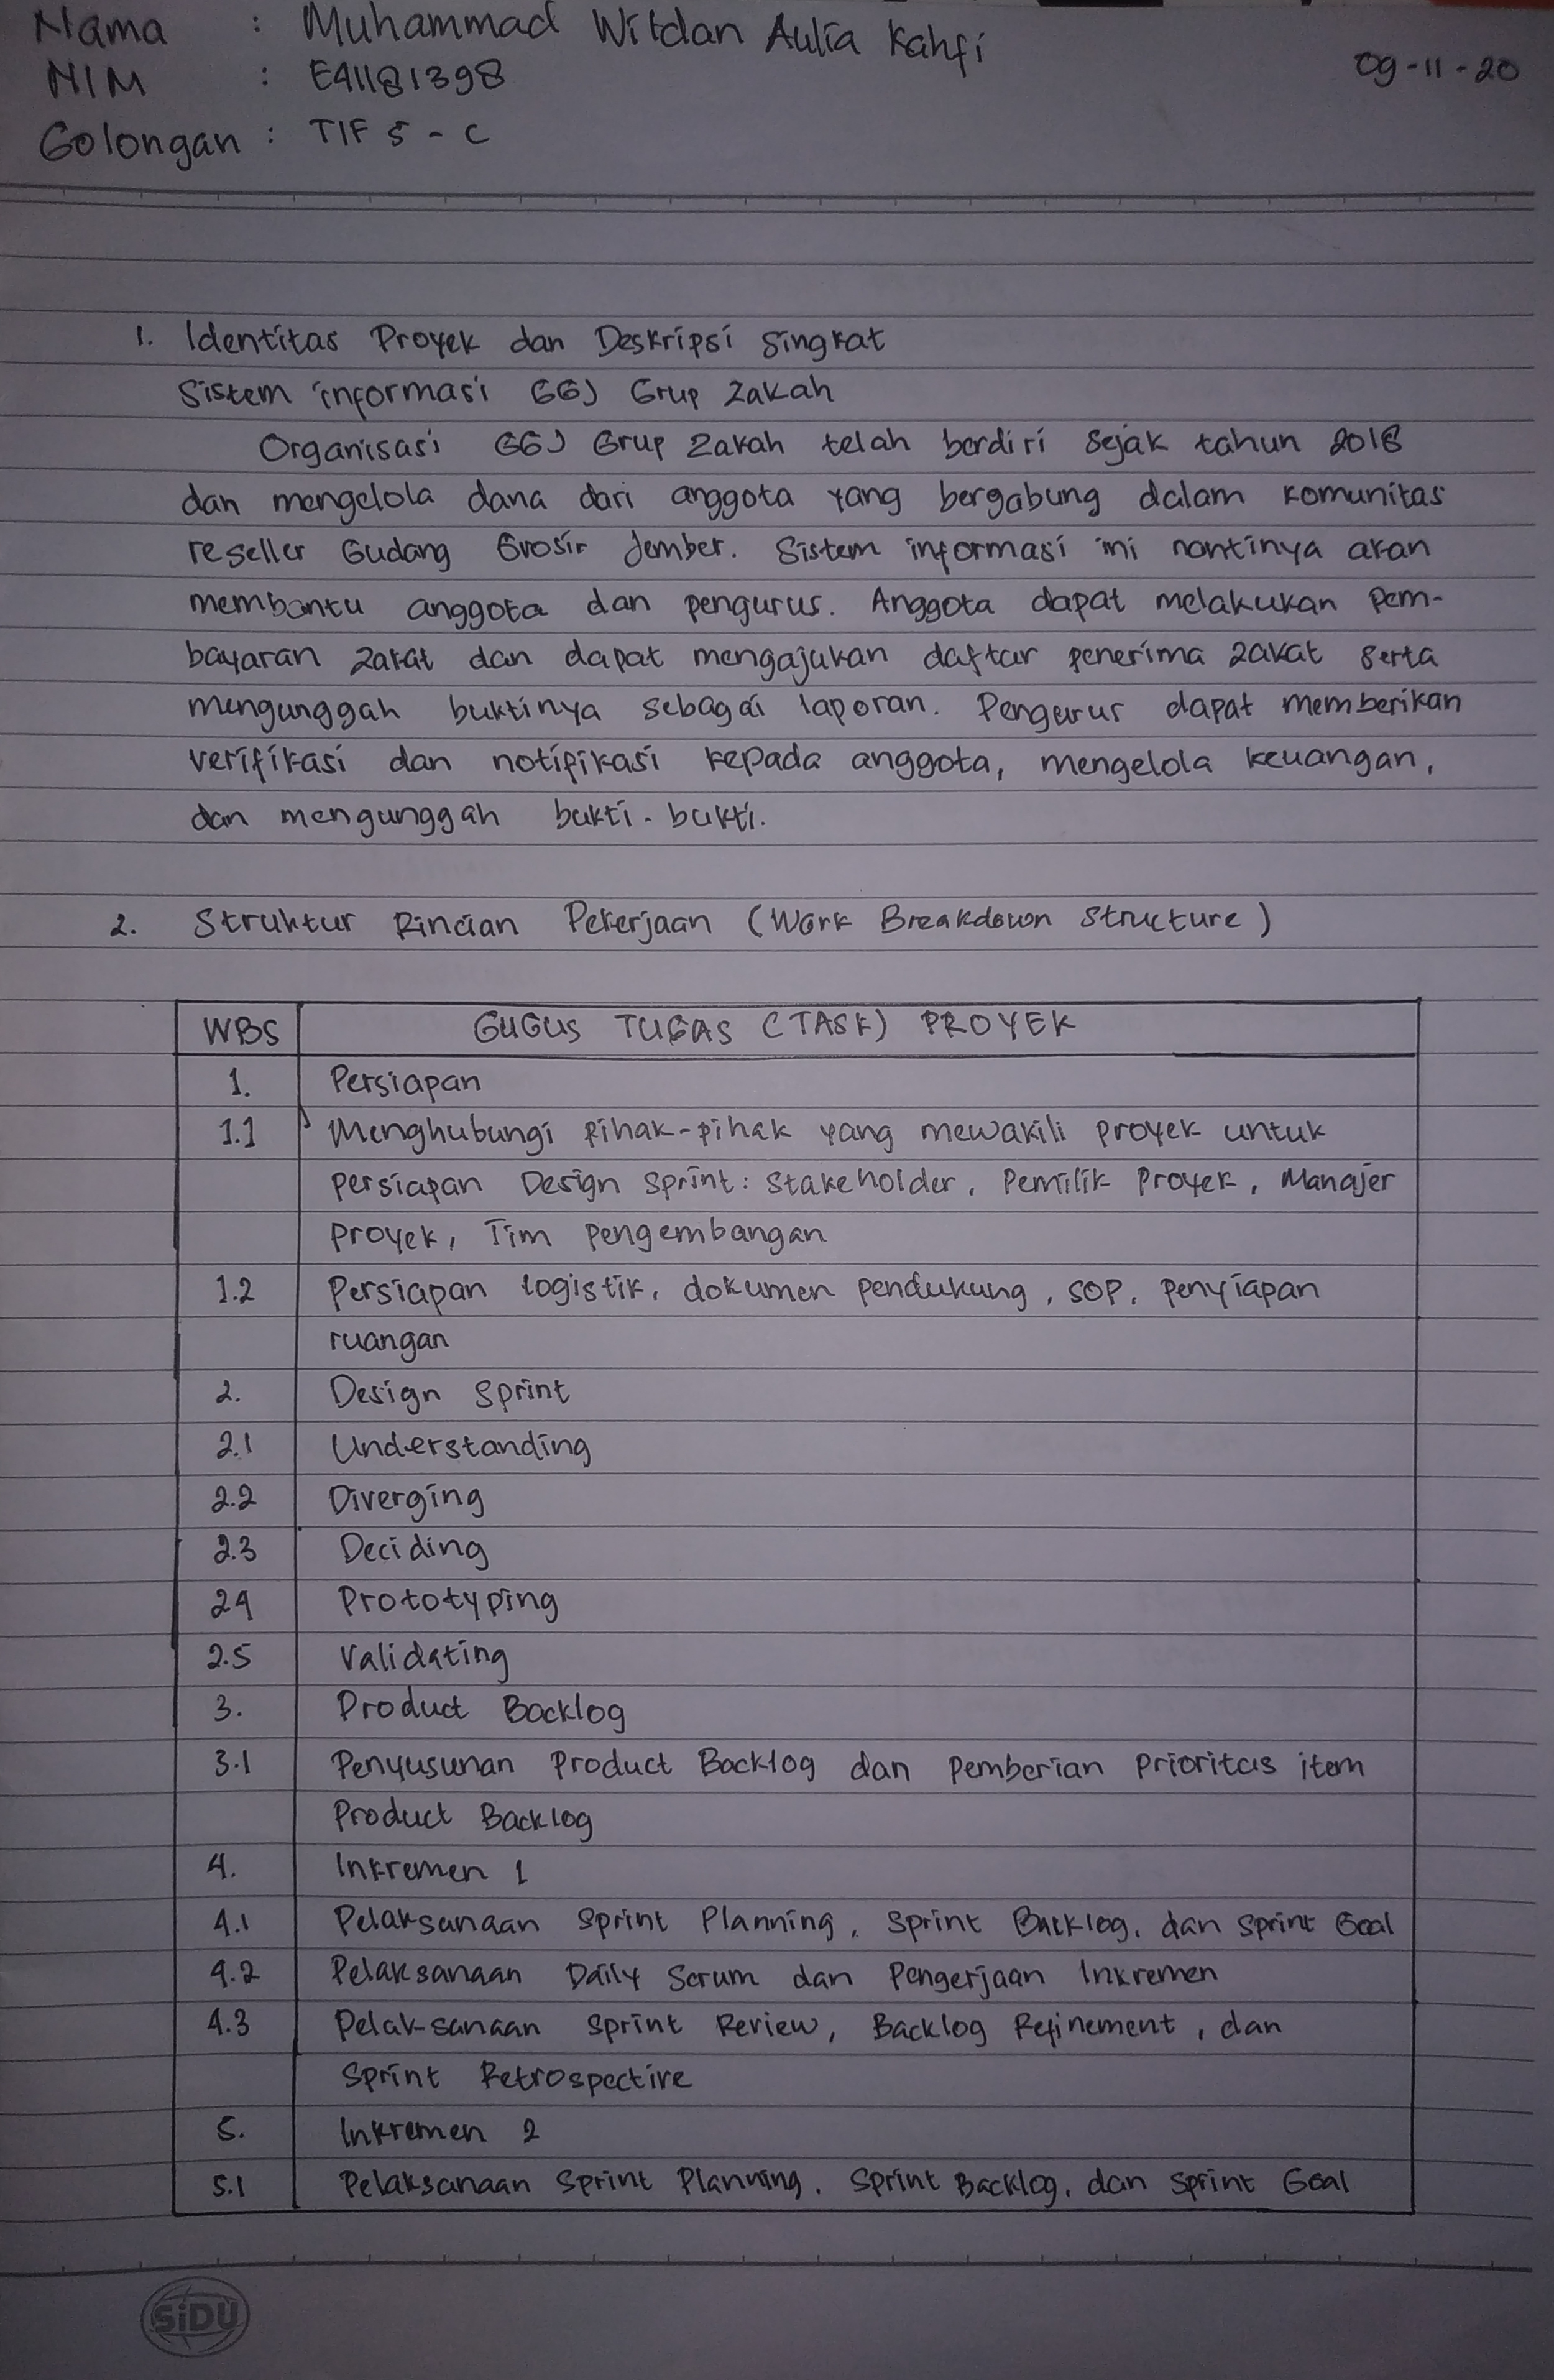 Nama : Muhammad Wildan Aulia Kahfi
09-11-20
NIM : E41181398
Golongan : TIF 5 - C
1. Identitas Proyek dan Deskripsi Singkat
Sistem informasi GGJ Grup Zakah
Organisasi GGJ Grup Zakah telah berdiri sejak tahun 2018
dan mengelola dana dari anggota yang bergabung dalam komunitas
reseller Gudang Grosir Jember. Sistem informasi ini nantinya akan
membantu anggota dan pengurus. Anggota dapat melakukan pem-
bayaran zakat dan dapat mengajukan daftar penerima zakat serta
mengunggah buktinya sebagai laporan. Pengurus dapat memberikan
verifikasi dan notifikasi kepada anggota, mengelola keuangan,
dan mengunggah bukti-bukti.
2. Struktur Rincian Pekerjaan (Work Breakdown Structure)
WBS GUGUS TUGAS (TASK) PROYEK
1. Persiapan
1.1 Menghubungi pihak-pihak yang mewakili proyek untuk
persiapan Design Sprint: Stakeholder, Pemilik Proyek, Manajer
proyek, Tim pengembangan
1.2 Persiapan logistik, dokumen pendukung, SOP, penyiapan
ruangan
2. Design Sprint
2.1 Understanding
2.2 Diverging
2.3 Deciding
2.4 Prototyping
2.5 Validating
3. Product Backlog
3.1 Penyusunan Product Backlog dan Pemberian Prioritas item
Product Backlog
4. Inkremen 1
4.1 Pelaksanaan Sprint Planning, Sprint Backlog, dan Sprint Goal
4.2 Pelaksanaan Daily Scrum dan Pengerjaan Inkremen
4.3 Pelaksanaan Sprint Review, Backlog Refinement, dan
Sprint Retrospective
5. Inkremen 2
5.1 Pelaksanaan Sprint Planning, Sprint Backlog, dan Sprint Goal
SiDU